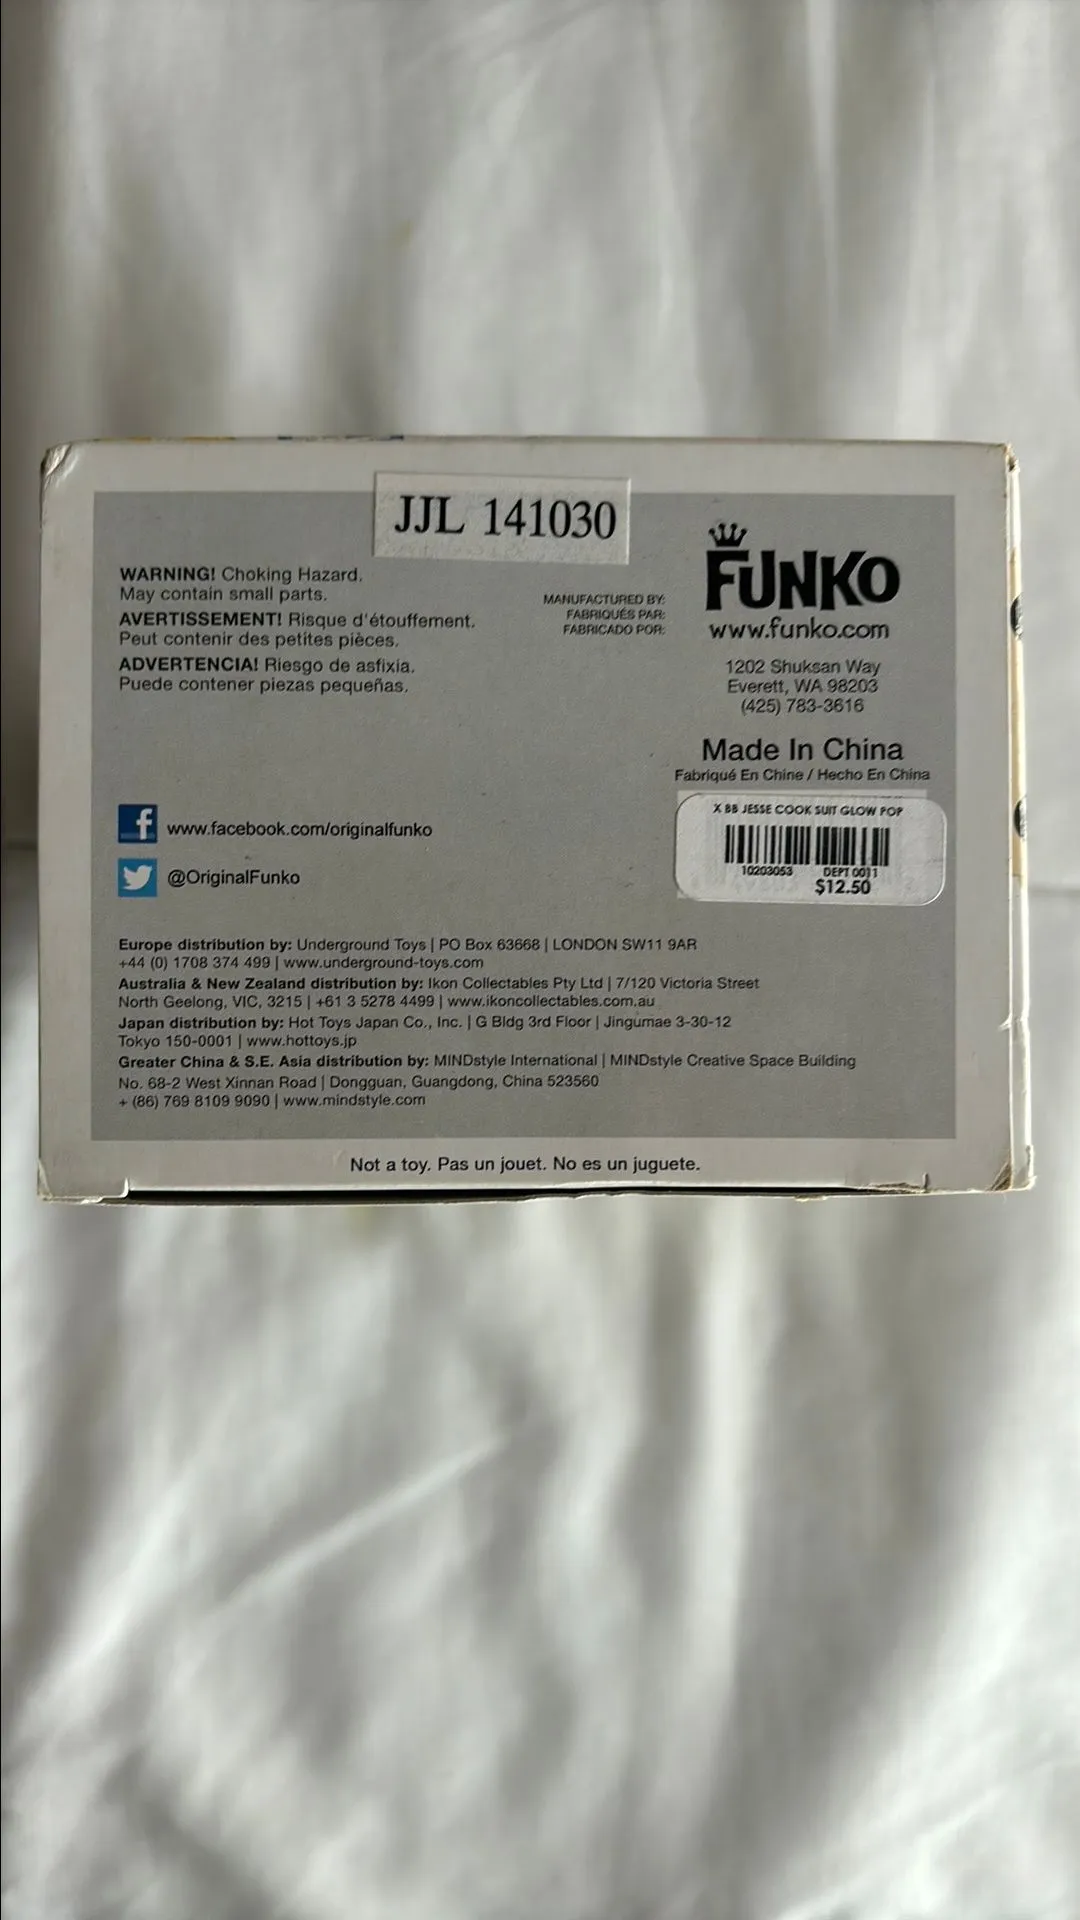 JJL 141030
WARNING! Choking Hazard.
May contain small parts.
AVERTISSEMENT! Risque d'étouffement.
Peut contenir des petites pièces.
ADVERTENCIA! Riesgo de asfixia.
Puede contener piezas pequeñas.
MANUFACTURED BY:
FABRIQUÉS PAR:
FABRICADO POR:
FUNKO
www.funko.com
1202 Shuksan Way
Everett, WA 98203
(425) 783-3616
Made In China
Fabriqué En Chine / Hecho En China
X BB JESSE COOK SUIT GLOW POP
10203053 DEPT 0011
$12.50
f www.facebook.com/originalfunko
@OriginalFunko
Europe distribution by: Underground Toys | PO Box 63668 | LONDON SW11 9AR
+44 (0) 1708 374 499 | www.underground-toys.com
Australia & New Zealand distribution by: Ikon Collectables Pty Ltd | 7/120 Victoria Street
North Geelong, VIC, 3215 | +61 3 5278 4499 | www.ikoncollectables.com.au
Japan distribution by: Hot Toys Japan Co., Inc. | G Bldg 3rd Floor | Jingumae 3-30-12
Tokyo 150-0001 | www.hottoys.jp
Greater China & S.E. Asia distribution by: MINDstyle International | MINDstyle Creative Space Building
No. 68-2 West Xinnan Road | Dongguan, Guangdong, China 523560
+ (86) 769 8109 9090 | www.mindstyle.com
Not a toy. Pas un jouet. No es un juguete.